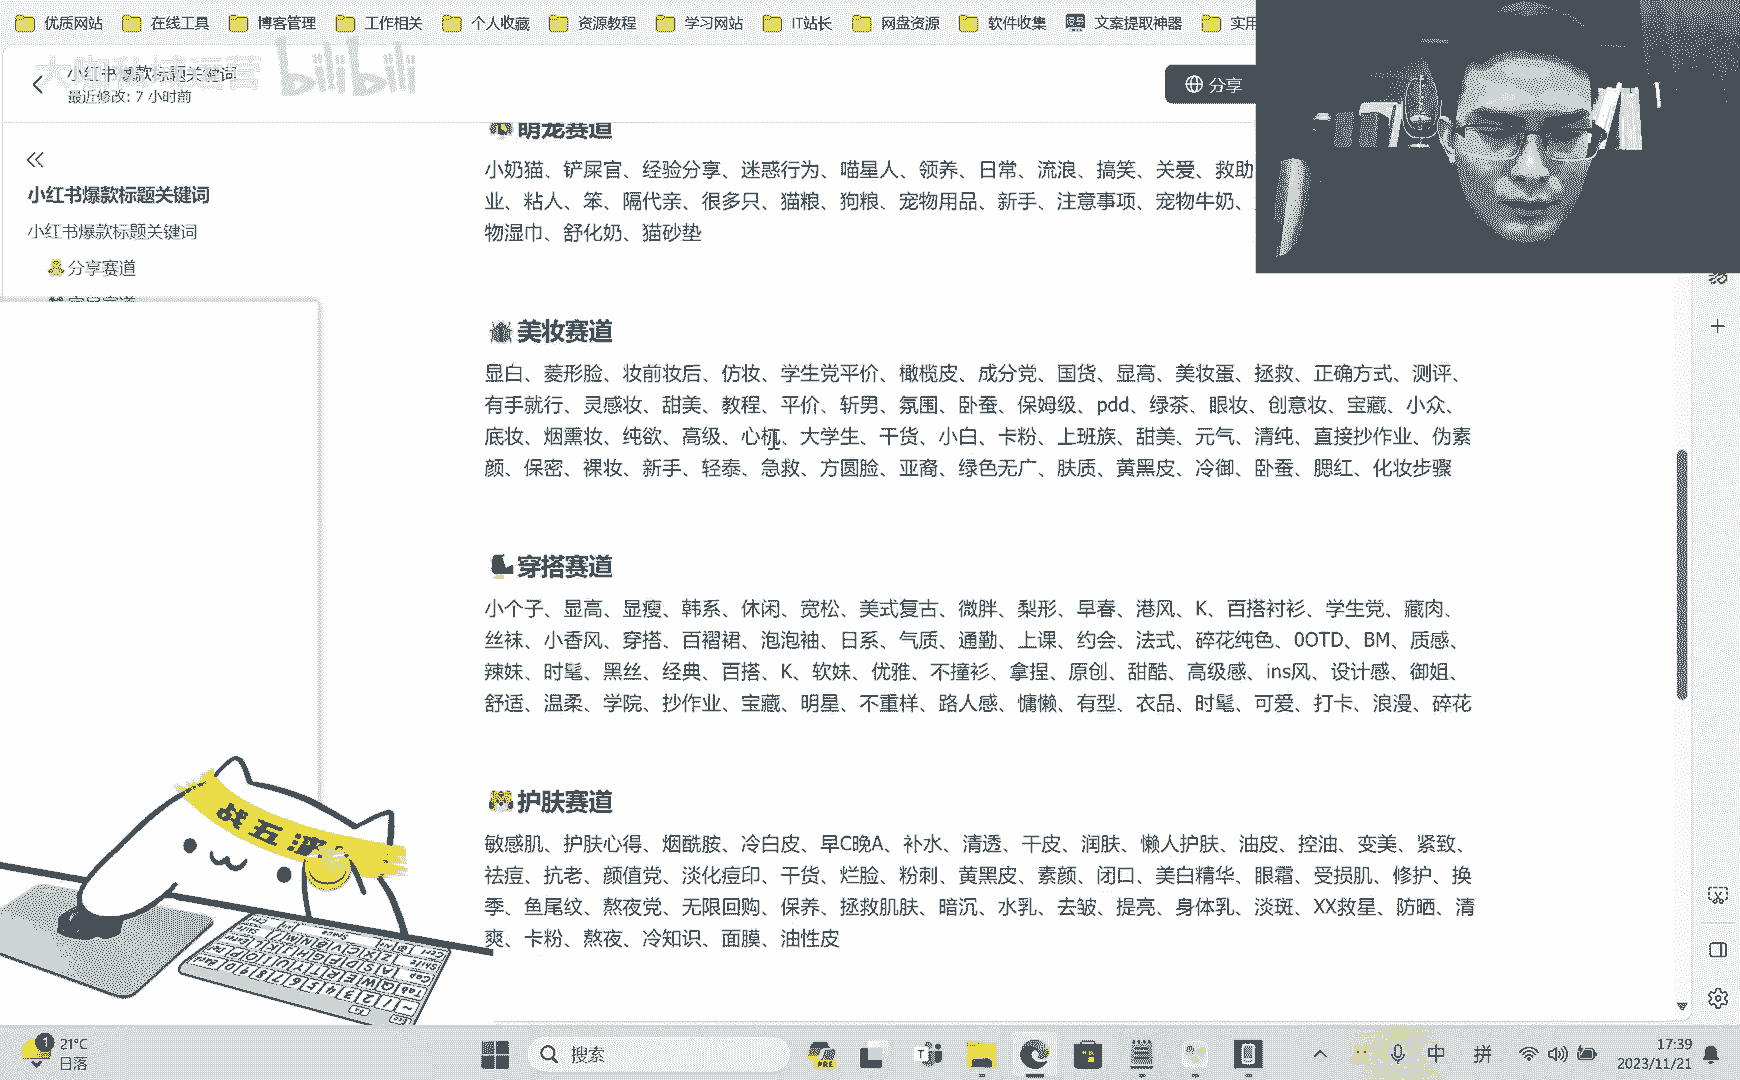 优质网站 在线工具 博客管理 工作相关 个人收藏 资源教程 学习网站 IT站长 网盘资源 软件收集 文案提取神器 实用
小红书爆款标题关键词
bilibili
最近修改: 7 小时前
分享
小红书爆款标题关键词
小红书爆款标题关键词
分享赛道
萌宠赛道
小奶猫、铲屎官、经验分享、迷惑行为、喵星人、领养、日常、流浪、搞笑、关爱、救助
业、粘人、笨、隔代亲、很多只、猫粮、狗粮、宠物用品、新手、注意事项、宠物牛奶、
物湿巾、舒化奶、猫砂垫
美妆赛道
显白、菱形脸、妆前妆后、仿妆、学生党平价、橄榄皮、成分党、国货、显高、美妆蛋、拯救、正确方式、测评、
有手就行、灵感妆、甜美、教程、平价、斩男、氛围、卧蚕、保姆级、pdd、绿茶、眼妆、创意妆、宝藏、小众、
底妆、烟熏妆、纯欲、高级、心机、大学生、干货、小白、卡粉、上班族、甜美、元气、清纯、直接抄作业、伪素
颜、保密、裸妆、新手、轻泰、急救、方圆脸、亚裔、绿色无广、肤质、黄黑皮、冷御、卧蚕、腮红、化妆步骤
穿搭赛道
小个子、显高、显瘦、韩系、休闲、宽松、美式复古、微胖、梨形、早春、港风、K、百搭衬衫、学生党、藏肉、
丝袜、小香风、穿搭、百褶裙、泡泡袖、日系、气质、通勤、上课、约会、法式、碎花纯色、0OTD、BM、质感、
辣妹、时髦、黑丝、经典、百搭、K、软妹、优雅、不撞衫、拿捏、原创、甜酷、高级感、ins风、设计感、御姐、
舒适、温柔、学院、抄作业、宝藏、明星、不重样、路人感、慵懒、有型、衣品、时髦、可爱、打卡、浪漫、碎花
护肤赛道
敏感肌、护肤心得、烟酰胺、冷白皮、早C晚A、补水、清透、干皮、润肤、懒人护肤、油皮、控油、变美、紧致、
祛痘、抗老、颜值党、淡化痘印、干货、烂脸、粉刺、黄黑皮、素颜、闭口、美白精华、眼霜、受损肌、修护、换
季、鱼尾纹、熬夜党、无限回购、保养、拯救肌肤、暗沉、水乳、去皱、提亮、身体乳、淡斑、XX救星、防晒、清
爽、卡粉、熬夜、冷知识、面膜、油性皮
战五渣
1
21°C
日落
搜索
PRE
中
拼
17:39
2023/11/21